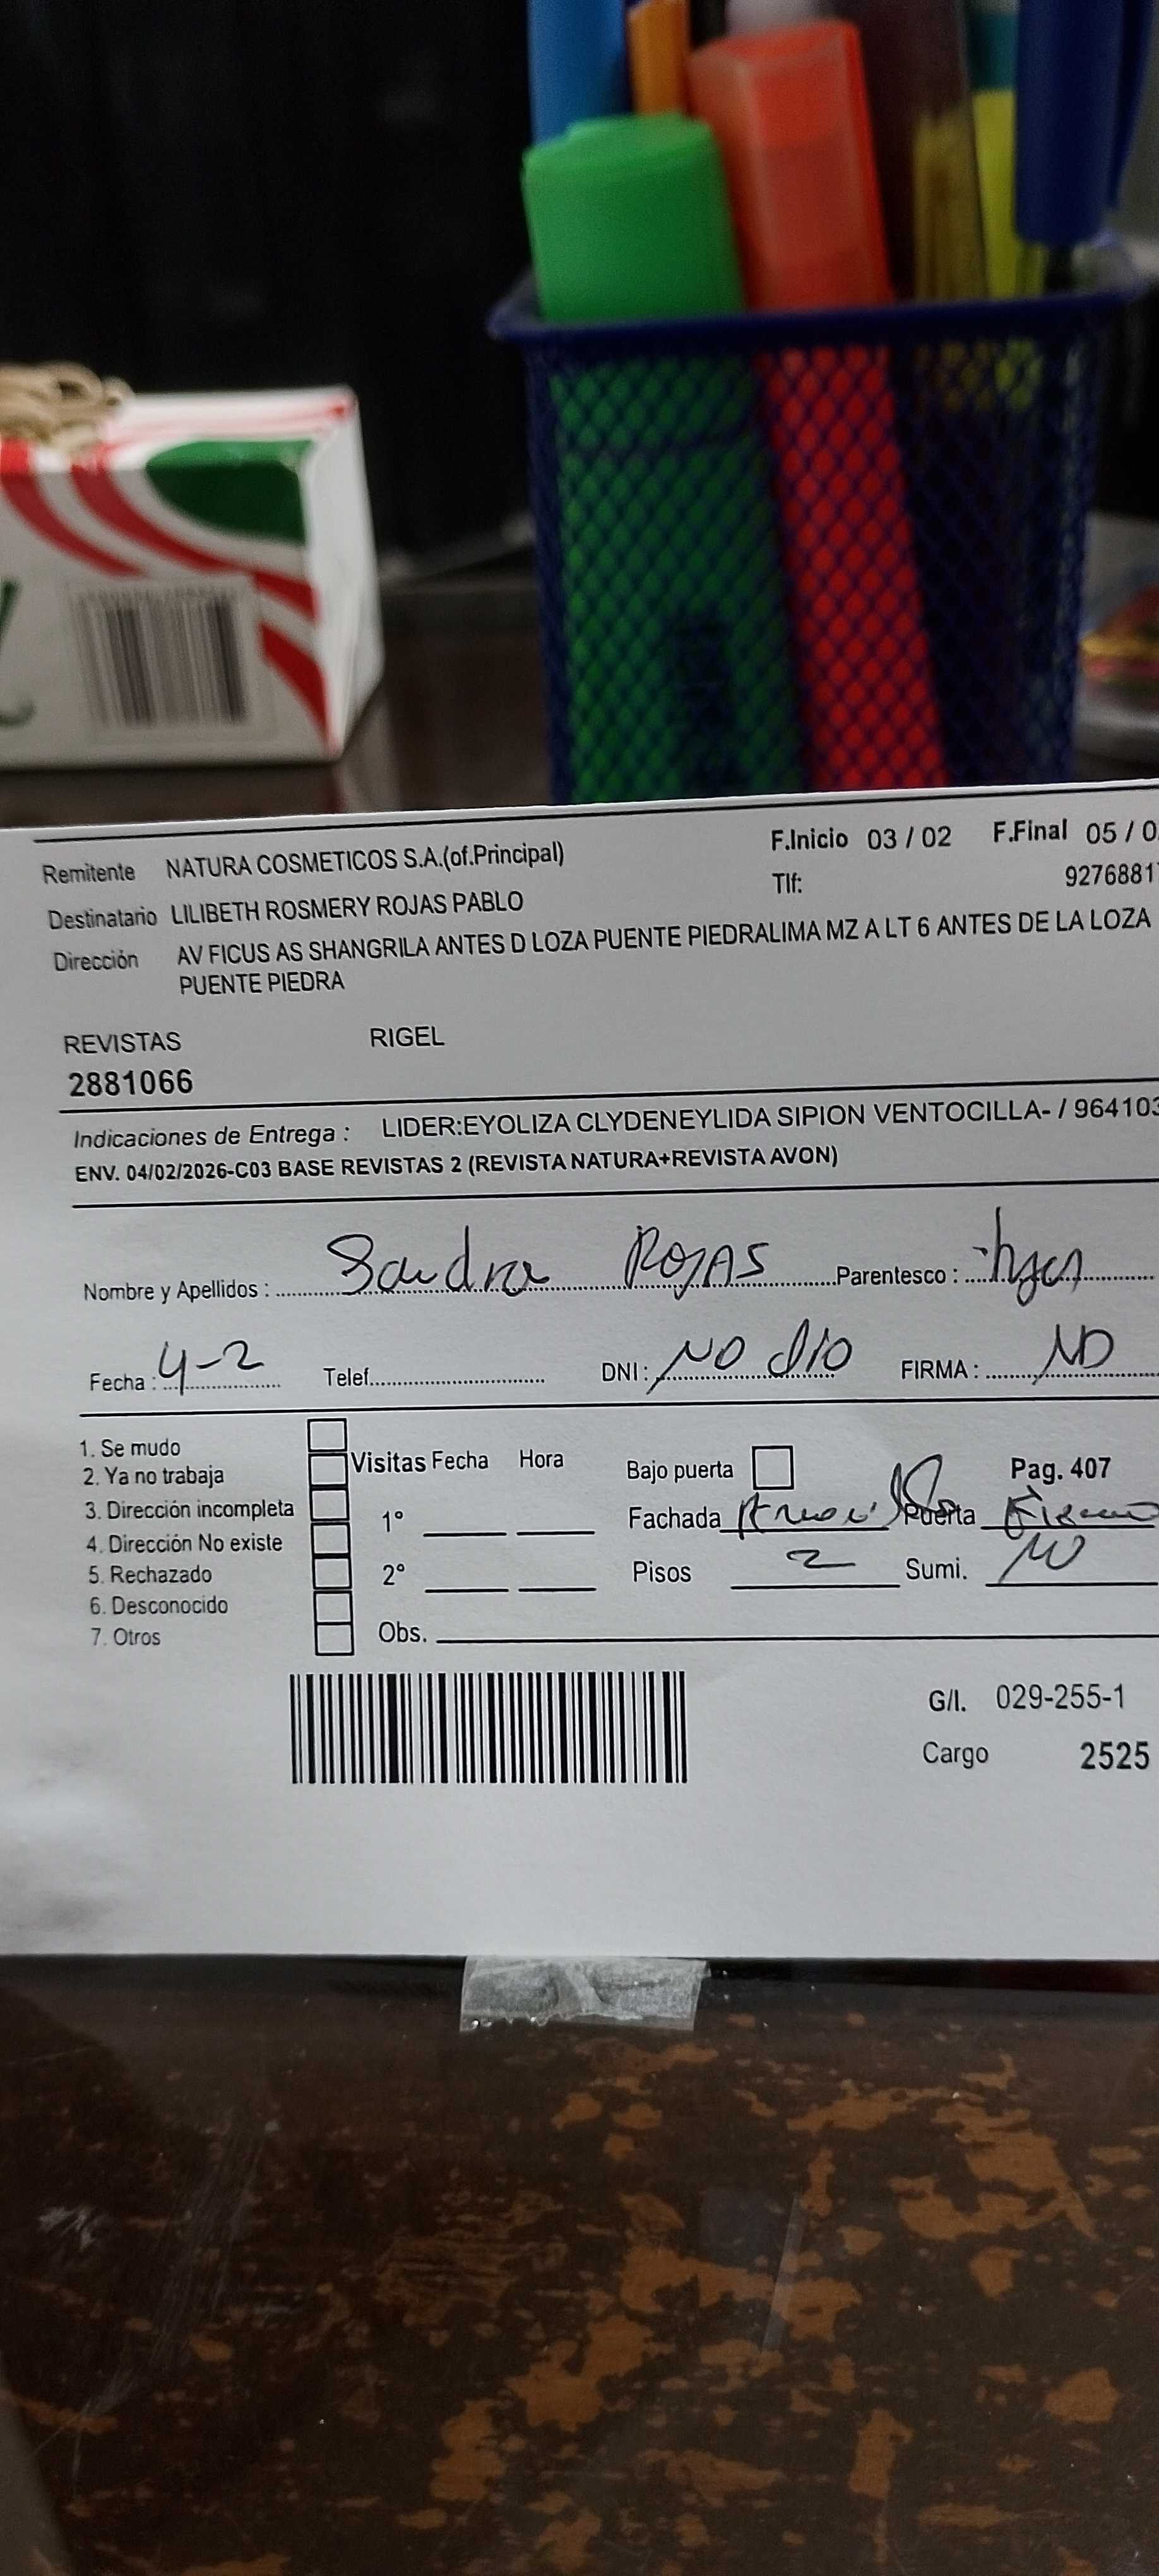 Remitente NATURA COSMETICOS S.A.(of.Principal) F.Inicio 03 / 02 F.Final 05 / 0
Destinatario LILIBETH ROSMERY ROJAS PABLO Tlf: 9276881
Dirección AV FICUS AS SHANGRILA ANTES D LOZA PUENTE PIEDRALIMA MZ A LT 6 ANTES DE LA LOZA
PUENTE PIEDRA
REVISTAS RIGEL
2881066
Indicaciones de Entrega : LIDER:EYOLIZA CLYDENEYLIDA SIPION VENTOCILLA- / 964103
ENV. 04/02/2026-C03 BASE REVISTAS 2 (REVISTA NATURA+REVISTA AVON)
Nombre y Apellidos : Sandra ROJAS Parentesco :
Fecha : 4-2 Telef. DNI : NO dio FIRMA : ND
1. Se mudo
2. Ya no trabaja Visitas Fecha Hora Bajo puerta Pag. 407
3. Dirección incompleta 1° Fachada Puerta
4. Dirección No existe
5. Rechazado 2° Pisos 2 Sumi.
6. Desconocido
7. Otros Obs.
G/I. 029-255-1
Cargo 2525